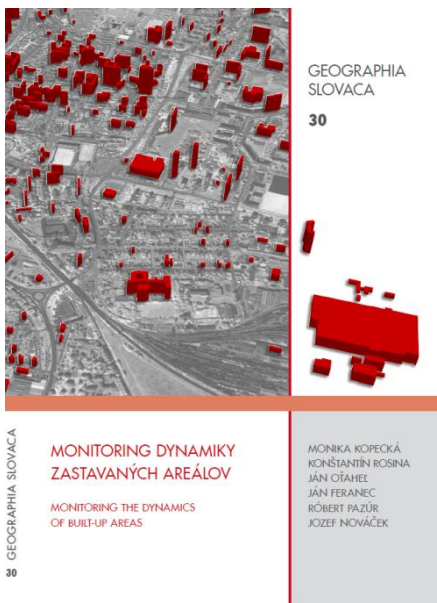 GEOGRAPHIA
SLOVACA
30
MONITORING DYNAMIKY
ZASTAVANÝCH AREÁLOV
MONITORING THE DYNAMICS
OF BUILT-UP AREAS
MONIKA KOPECKÁ
KONŠTANTÍN ROSINA
JÁN OŤAHEĽ
JÁN FERANEC
RÓBERT PAZÚR
JOZEF NOVÁČEK
GEOGRAPHIA SLOVACA
30